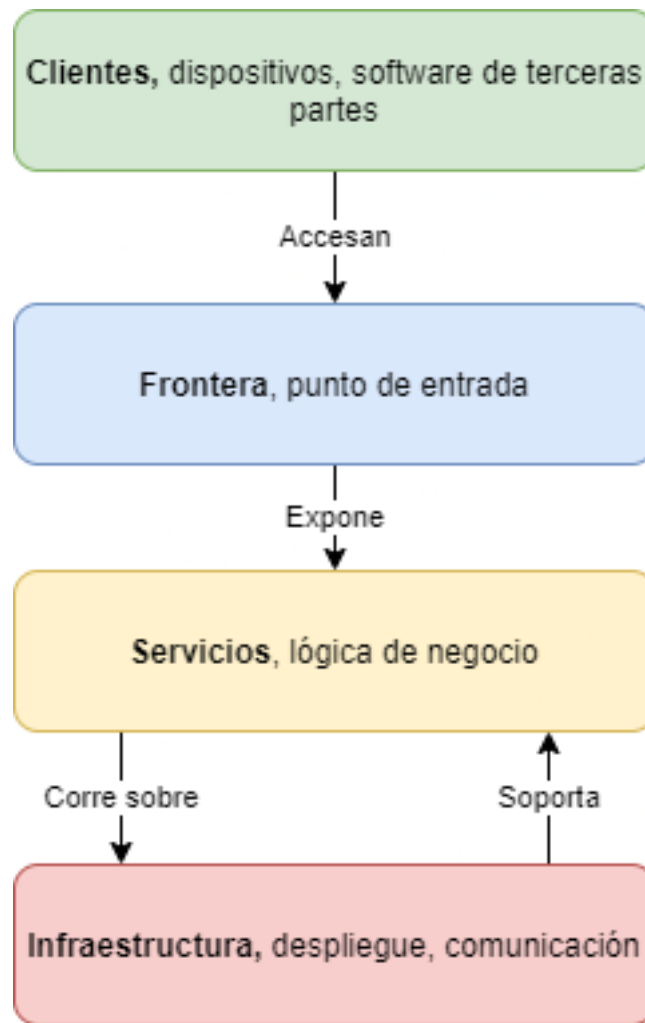 Clientes, dispositivos, software de terceras
partes
Accesan
Frontera, punto de entrada
Expone
Servicios, lógica de negocio
Corre sobre
Soporta
Infraestructura, despliegue, comunicación